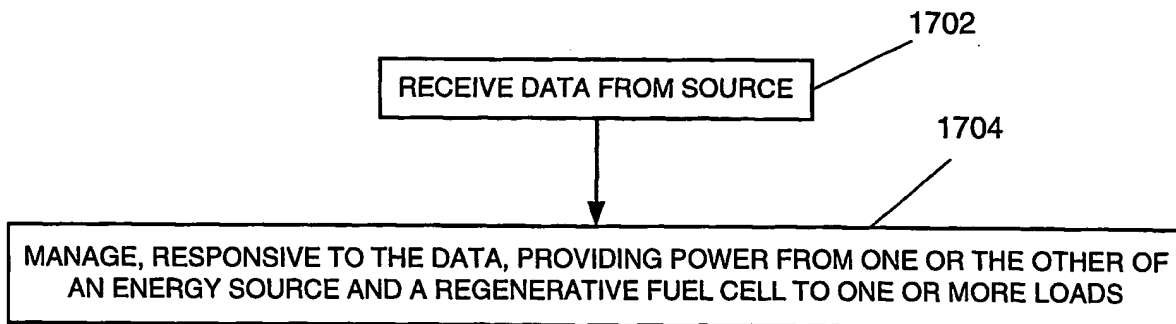 1702
RECEIVE DATA FROM SOURCE
1704
MANAGE, RESPONSIVE TO THE DATA, PROVIDING POWER FROM ONE OR THE OTHER OF
AN ENERGY SOURCE AND A REGENERATIVE FUEL CELL TO ONE OR MORE LOADS